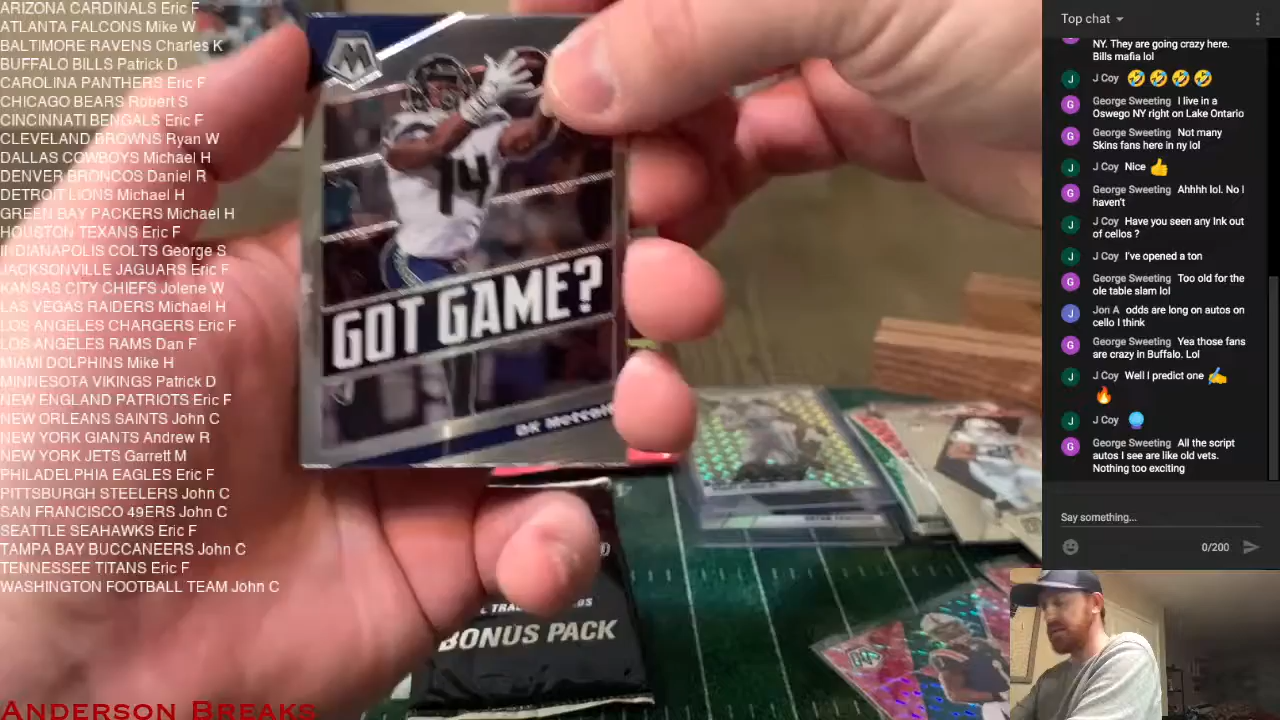 ARIZONA CARDINALS Eric F
ATLANTA FALCONS Mike W
BALTIMORE RAVENS Charles K
BUFFALO BILLS Patrick D
CAROLINA PANTHERS Eric F
CHICAGO BEARS Robert S
CINCINNATI BENGALS Eric F
CLEVELAND BROWNS Ryan W
DALLAS COWBOYS Michael H
DENVER BRONCOS Daniel R
DETROIT LIONS Michael H
GREEN BAY PACKERS Michael H
HOUSTON TEXANS Eric F
INDIANAPOLIS COLTS George S
JACKSONVILLE JAGUARS Eric F
KANSAS CITY CHIEFS Jolene W
LAS VEGAS RAIDERS Michael H
LOS ANGELES CHARGERS Eric F
LOS ANGELES RAMS Dan F
MIAMI DOLPHINS Mike H
MINNESOTA VIKINGS Patrick D
NEW ENGLAND PATRIOTS Eric F
NEW ORLEANS SAINTS John C
NEW YORK GIANTS Andrew R
NEW YORK JETS Garrett M
PHILADELPHIA EAGLES Eric F
PITTSBURGH STEELERS John C
SAN FRANCISCO 49ERS John C
SEATTLE SEAHAWKS Eric F
TAMPA BAY BUCCANEERS John C
TENNESSEE TITANS Eric F
WASHINGTON FOOTBALL TEAM John C
ANDERSON BREAKS
M
14
GOT GAME?
DK
BONUS PACK
Top chat
NY. They are going crazy here.
Bills mafia lol
J Coy 🤣🤣🤣🤣
George Sweeting I live in a
Oswego NY right on Lake Ontario
George Sweeting Not many
Skins fans here in ny lol
J Coy Nice 👍
George Sweeting Ahhhh lol. No I
haven't
J Coy Have you seen any Ink out
of cellos ?
J Coy I've opened a ton
George Sweeting Too old for the
ole table slam lol
Jon A odds are long on autos on
cello I think
George Sweeting Yea those fans
are crazy in Buffalo. Lol
J Coy Well I predict one ✍️
🔥
J Coy 🔮
George Sweeting All the script
autos I see are like old vets.
Nothing too exciting
Say something...
0/200